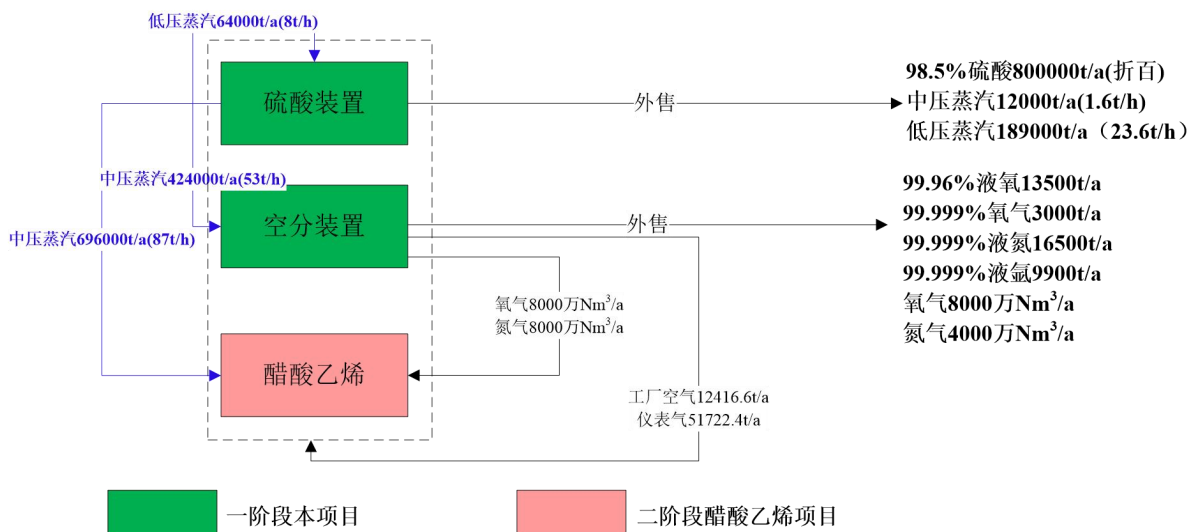 低压蒸汽64000t/a(8t/h)
硫酸装置
外售
98.5%硫酸800000t/a(折百)
中压蒸汽12000t/a(1.6t/h)
低压蒸汽189000t/a（23.6t/h）
中压蒸汽424000t/a(53t/h)
中压蒸汽696000t/a(87t/h)
空分装置
外售
99.96%液氧13500t/a
99.999%氧气3000t/a
99.999%液氮16500t/a
99.999%液氩9900t/a
氧气8000万Nm³/a
氮气4000万Nm³/a
氧气8000万Nm³/a
氮气8000万Nm³/a
醋酸乙烯
工厂空气12416.6t/a
仪表气51722.4t/a
一阶段本项目
二阶段醋酸乙烯项目